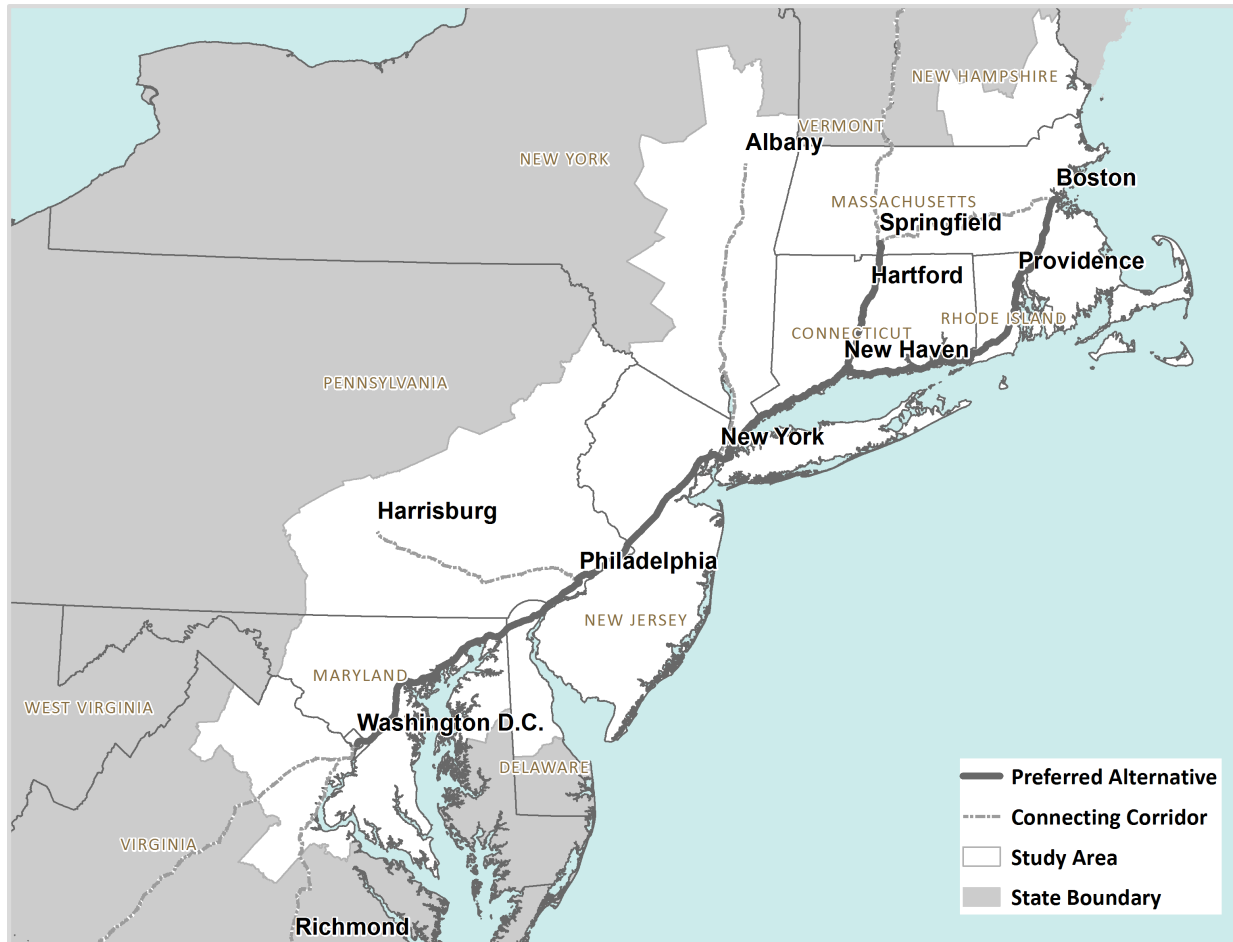 NEW HAMPSHIRE
VERMONT
Albany
NEW YORK
Boston
MASSACHUSETTS
Springfield
Providence
Hartford
RHODE ISLAND
CONNECTICUT
New Haven
PENNSYLVANIA
New York
Harrisburg
Philadelphia
NEW JERSEY
MARYLAND
WEST VIRGINIA
Washington D.C.
DELAWARE
VIRGINIA
Richmond
Preferred Alternative
Connecting Corridor
Study Area
State Boundary